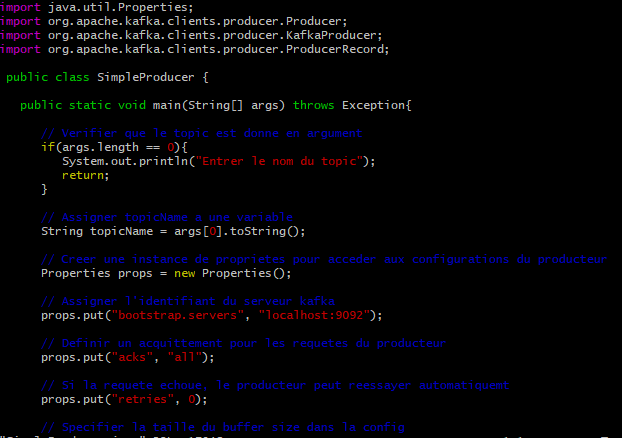 import java.util.Properties;
import org.apache.kafka.clients.producer.Producer;
import org.apache.kafka.clients.producer.KafkaProducer;
import org.apache.kafka.clients.producer.ProducerRecord;
public class SimpleProducer {
public static void main(String[] args) throws Exception{
// Verifier que le topic est donne en argument
if(args.length == 0){
System.out.println("Entrer le nom du topic");
return;
}
// Assigner topicName a une variable
String topicName = args[0].toString();
// Creer une instance de proprietes pour acceder aux configurations du producteur
Properties props = new Properties();
// Assigner l'identifiant du serveur kafka
props.put("bootstrap.servers", "localhost:9092");
// Definir un acquittement pour les requetes du producteur
props.put("acks", "all");
// Si la requete echoue, le producteur peut reessayer automatiquemt
props.put("retries", 0);
// Specifier la taille du buffer size dans la config